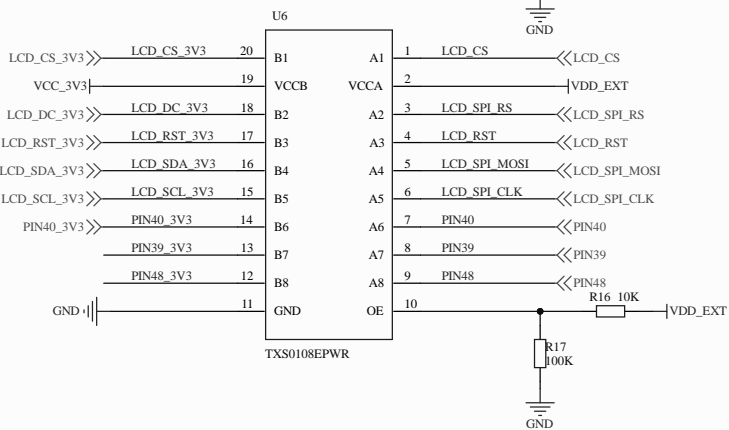 GND
U6
LCD_CS_3V3 LCD_CS_3V3 20 B1 A1 1 LCD_CS LCD_CS
VCC_3V3 19 VCCB VCCA 2 VDD_EXT
LCD_DC_3V3 LCD_DC_3V3 18 B2 A2 3 LCD_SPI_RS LCD_SPI_RS
LCD_RST_3V3 LCD_RST_3V3 17 B3 A3 4 LCD_RST LCD_RST
LCD_SDA_3V3 LCD_SDA_3V3 16 B4 A4 5 LCD_SPI_MOSI LCD_SPI_MOSI
LCD_SCL_3V3 LCD_SCL_3V3 15 B5 A5 6 LCD_SPI_CLK LCD_SPI_CLK
PIN40_3V3 PIN40_3V3 14 B6 A6 7 PIN40 PIN40
PIN39_3V3 13 B7 A7 8 PIN39 PIN39
PIN48_3V3 12 B8 A8 9 PIN48 PIN48
R16 10K
GND 11 GND OE 10 VDD_EXT
R17
100K
TXS0108EPWR
GND